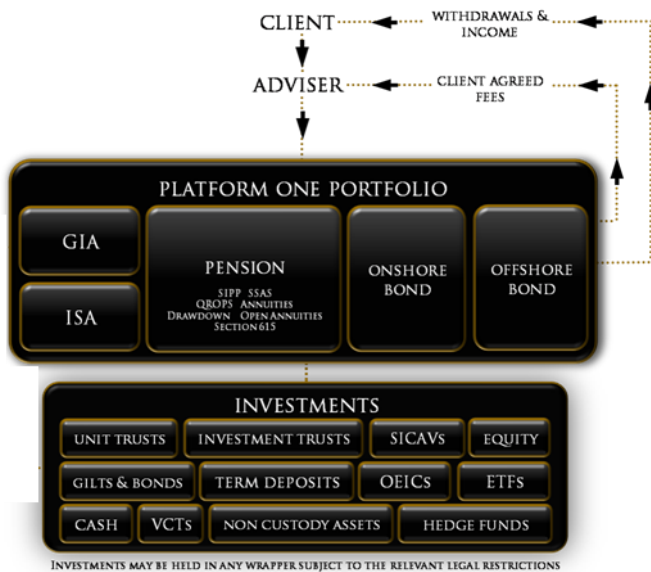 CLIENT
WITHDRAWALS &
INCOME
ADVISER
CLIENT AGREED
FEES
PLATFORM ONE PORTFOLIO
GIA
ISA
PENSION
SIPP SSAS
QROPS ANNUITIES
DRAWDOWN OPEN ANNUITIES
SECTION 615
ONSHORE
BOND
OFFSHORE
BOND
INVESTMENTS
UNIT TRUSTS
INVESTMENT TRUSTS
SICAVs
EQUITY
GILTS & BONDS
TERM DEPOSITS
OEICs
ETFs
CASH
VCTs
NON CUSTODY ASSETS
HEDGE FUNDS
INVESTMENTS MAY BE HELD IN ANY WRAPPER SUBJECT TO THE RELEVANT LEGAL RESTRICTIONS